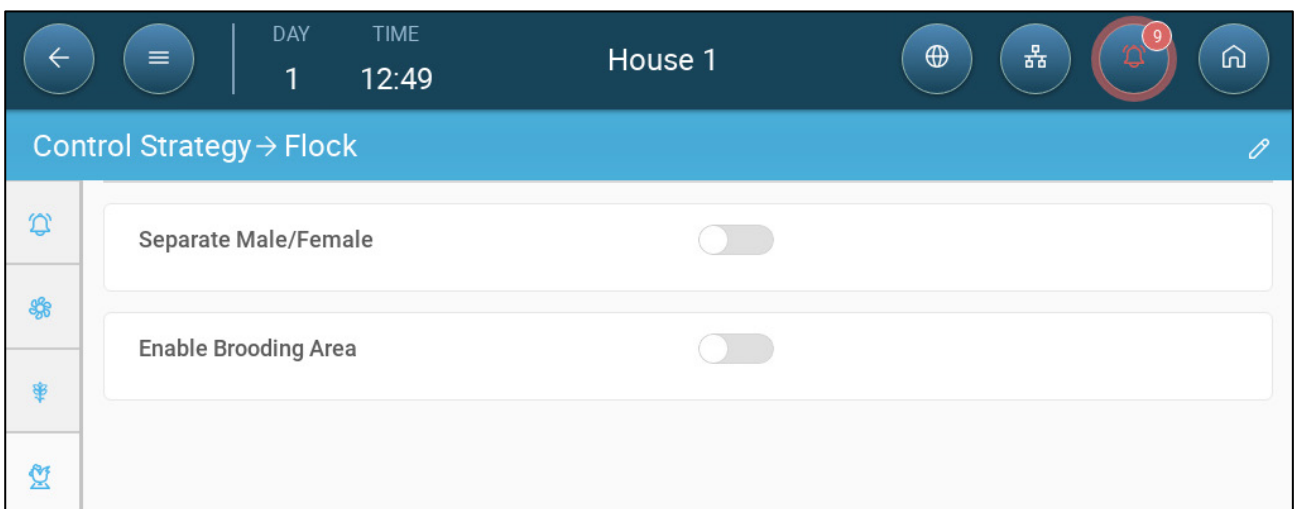 DAY TIME
1 12:49
House 1
9
Control Strategy → Flock
Separate Male/Female
Enable Brooding Area